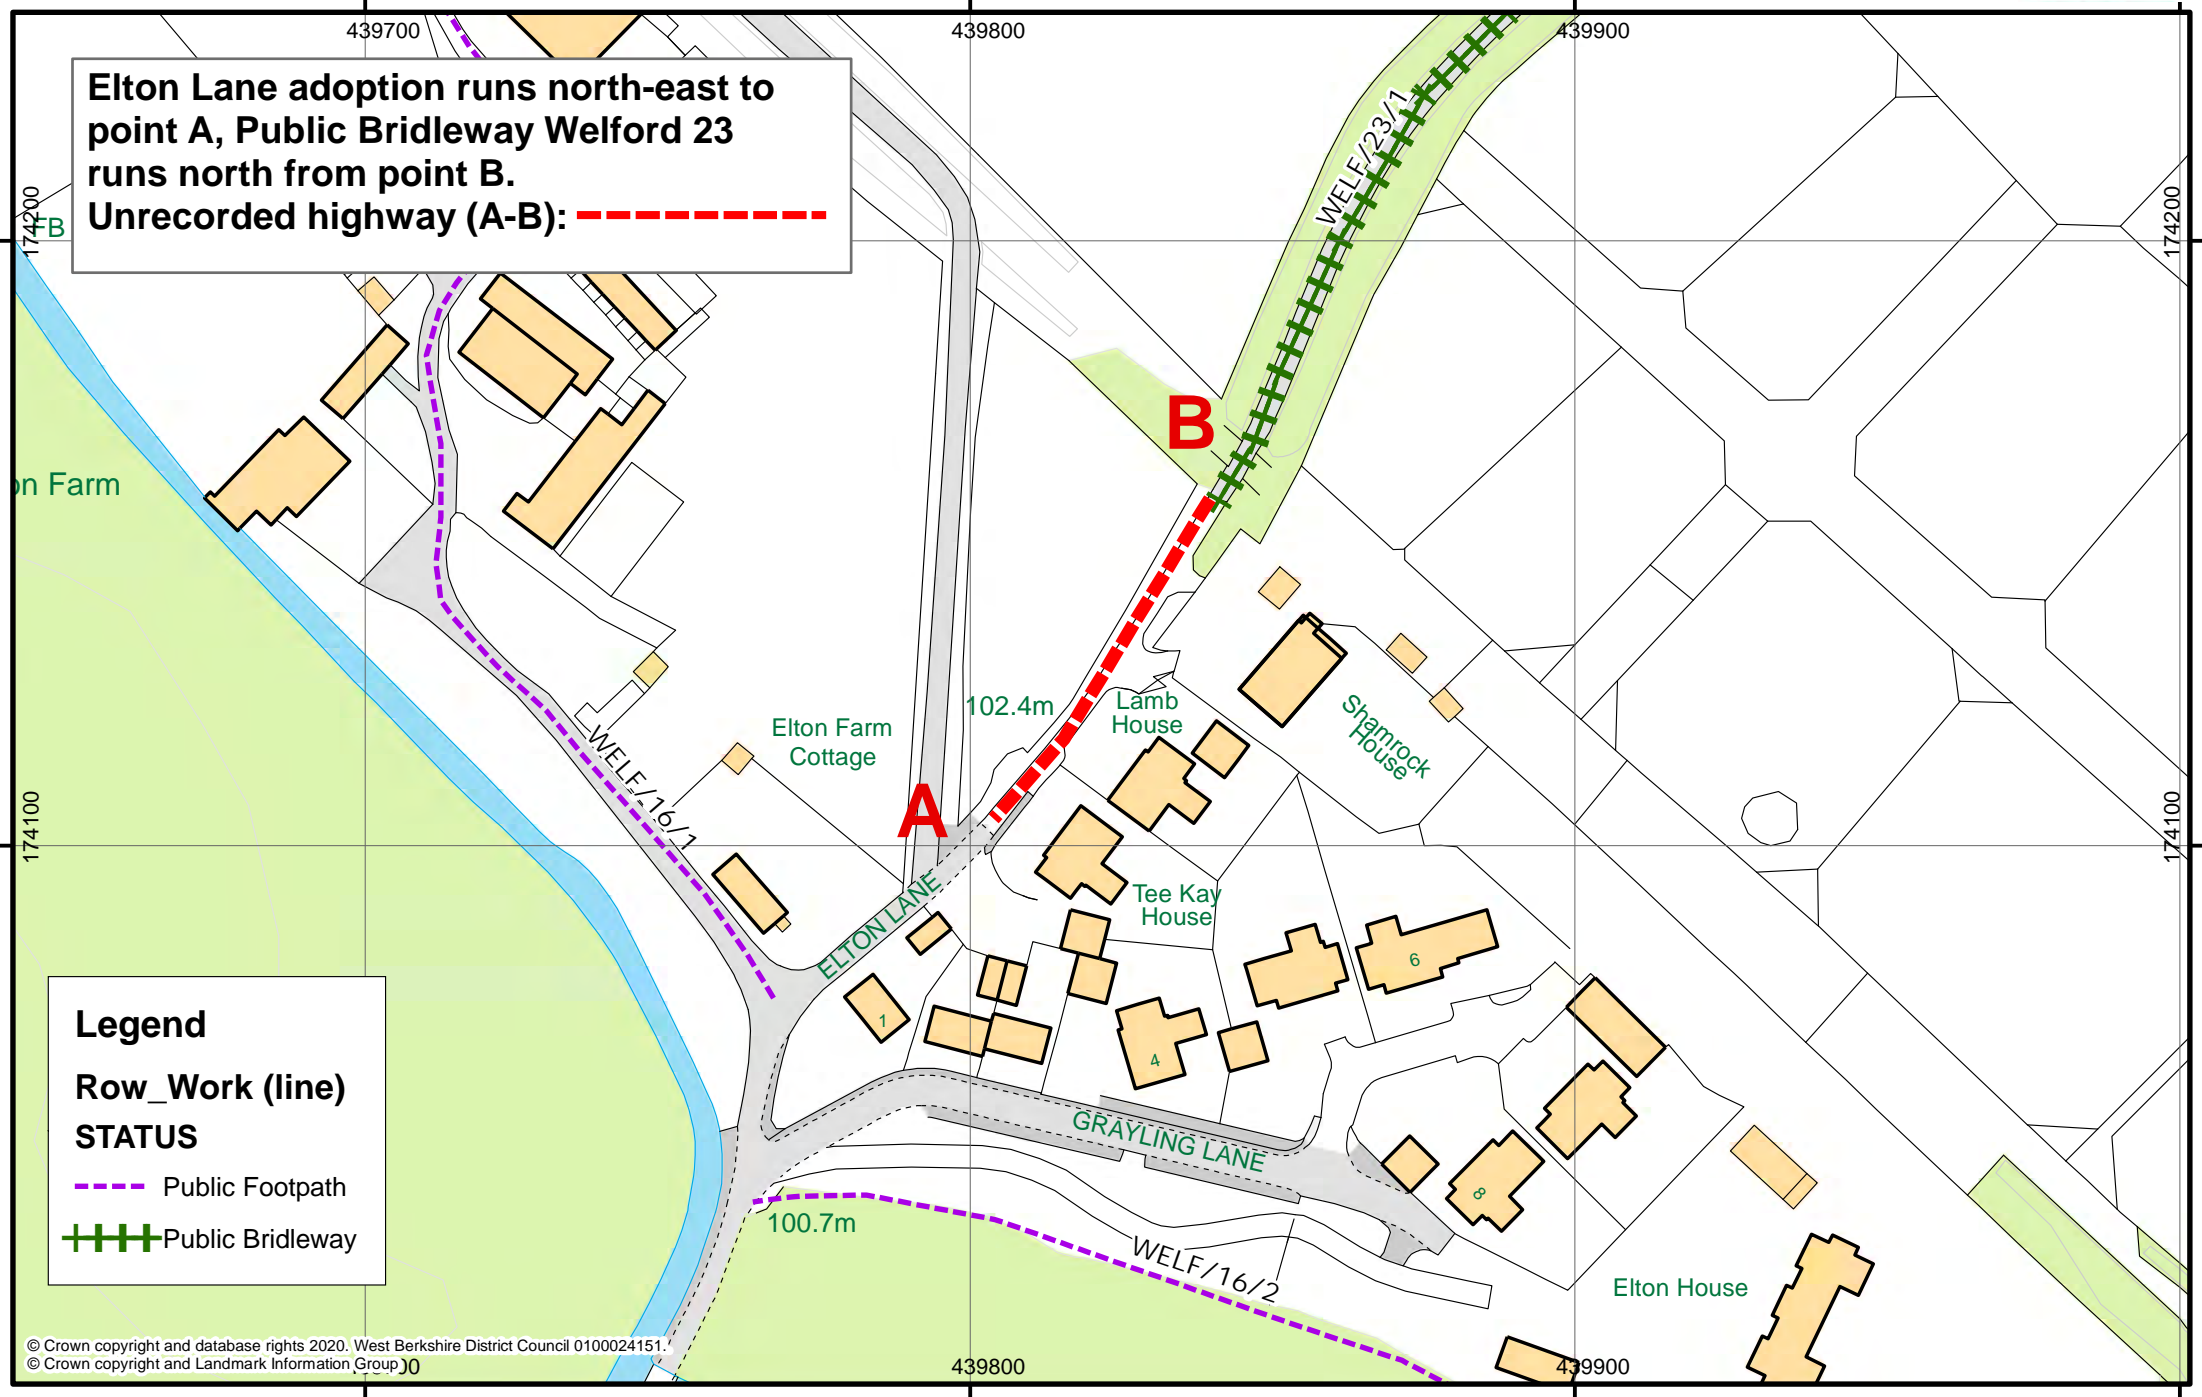 439700
439800
439900
Elton Lane adoption runs north-east to
point A, Public Bridleway Welford 23
runs north from point B.
Unrecorded highway (A-B):
174200
FB
174200
WELF/23/1
B
on Farm
102.4m
Lamb
House
Shamrock
House
Elton Farm
Cottage
WELF/16/1
A
174100
174100
ELTON LANE
Tee Kay
House
6
1
4
GRAYLING LANE
8
100.7m
WELF/16/2
Elton House
Legend
Row_Work (line)
STATUS
Public Footpath
Public Bridleway
© Crown copyright and database rights 2020. West Berkshire District Council 0100024151.
© Crown copyright and Landmark Information Group
439800
439900